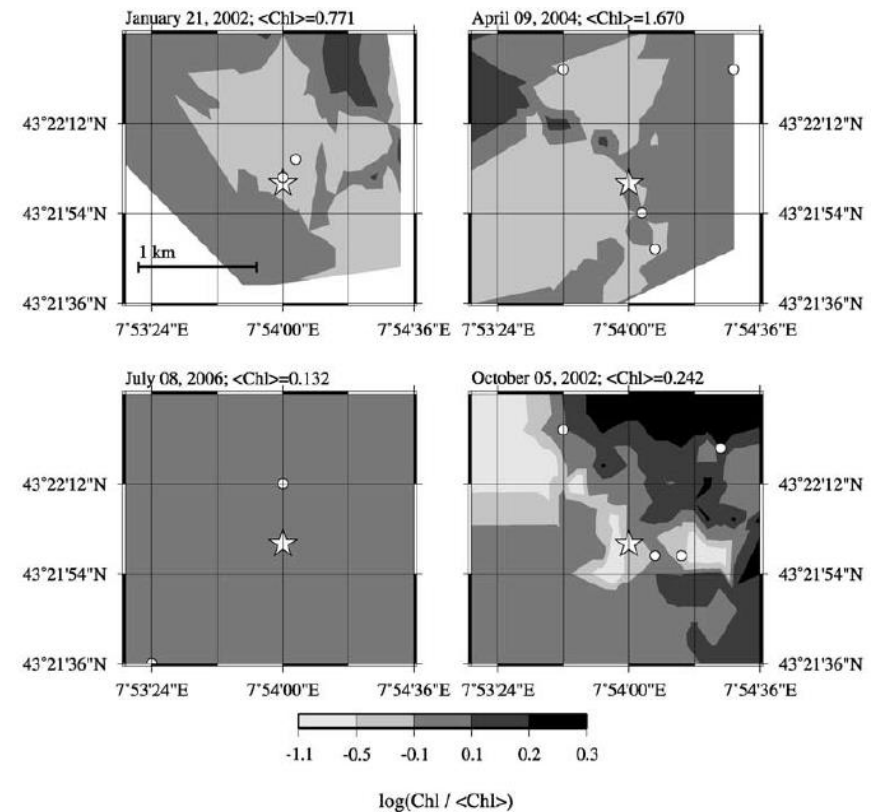 January 21, 2002; <Chl>=0.771 April 09, 2004; <Chl>=1.670
43°22'12"N 43°22'12"N
43°21'54"N 43°21'54"N
1 km
43°21'36"N 43°21'36"N
7°53'24"E 7°54'00"E 7°54'36"E 7°53'24"E 7°54'00"E 7°54'36"E
July 08, 2006; <Chl>=0.132 October 05, 2002; <Chl>=0.242
43°22'12"N 43°22'12"N
43°21'54"N 43°21'54"N
43°21'36"N 43°21'36"N
7°53'24"E 7°54'00"E 7°53'24"E 7°54'00"E 7°54'36"E
-1.1 -0.5 -0.1 0.1 0.2 0.3
log(Chl / <Chl>)